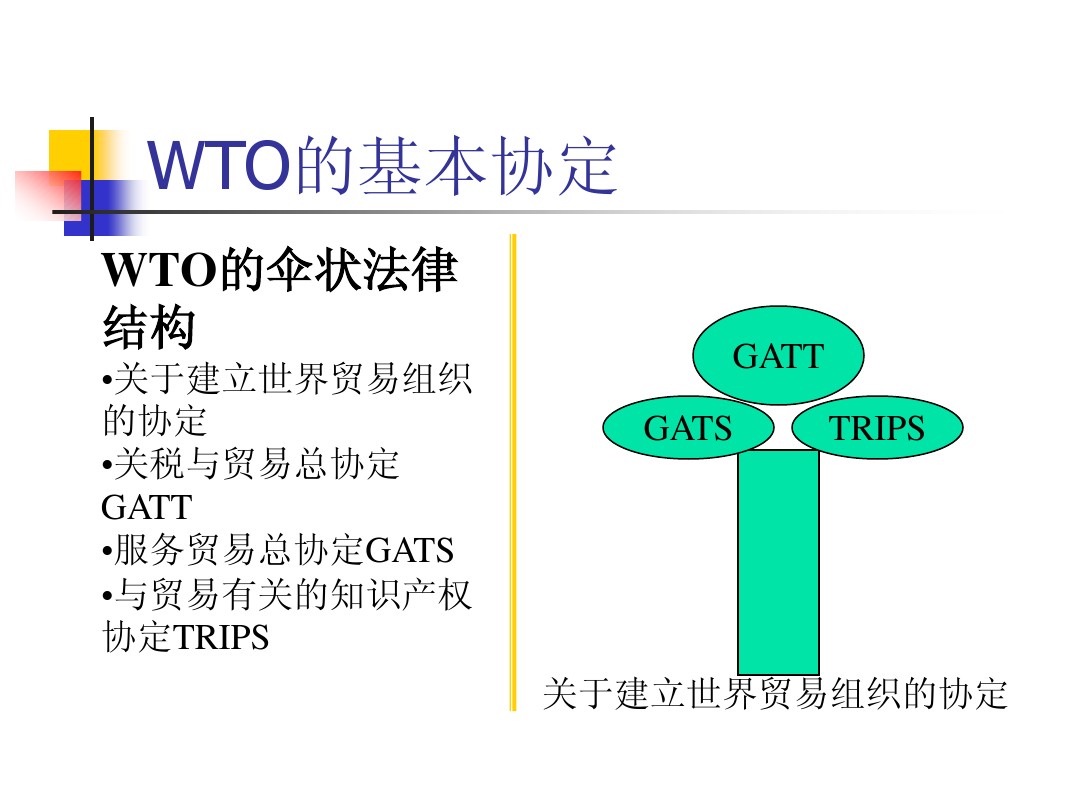 WTO的基本协定
WTO的伞状法律
结构
•关于建立世界贸易组织
的协定
•关税与贸易总协定
GATT
•服务贸易总协定GATS
•与贸易有关的知识产权
协定TRIPS
GATT
GATS
TRIPS
关于建立世界贸易组织的协定